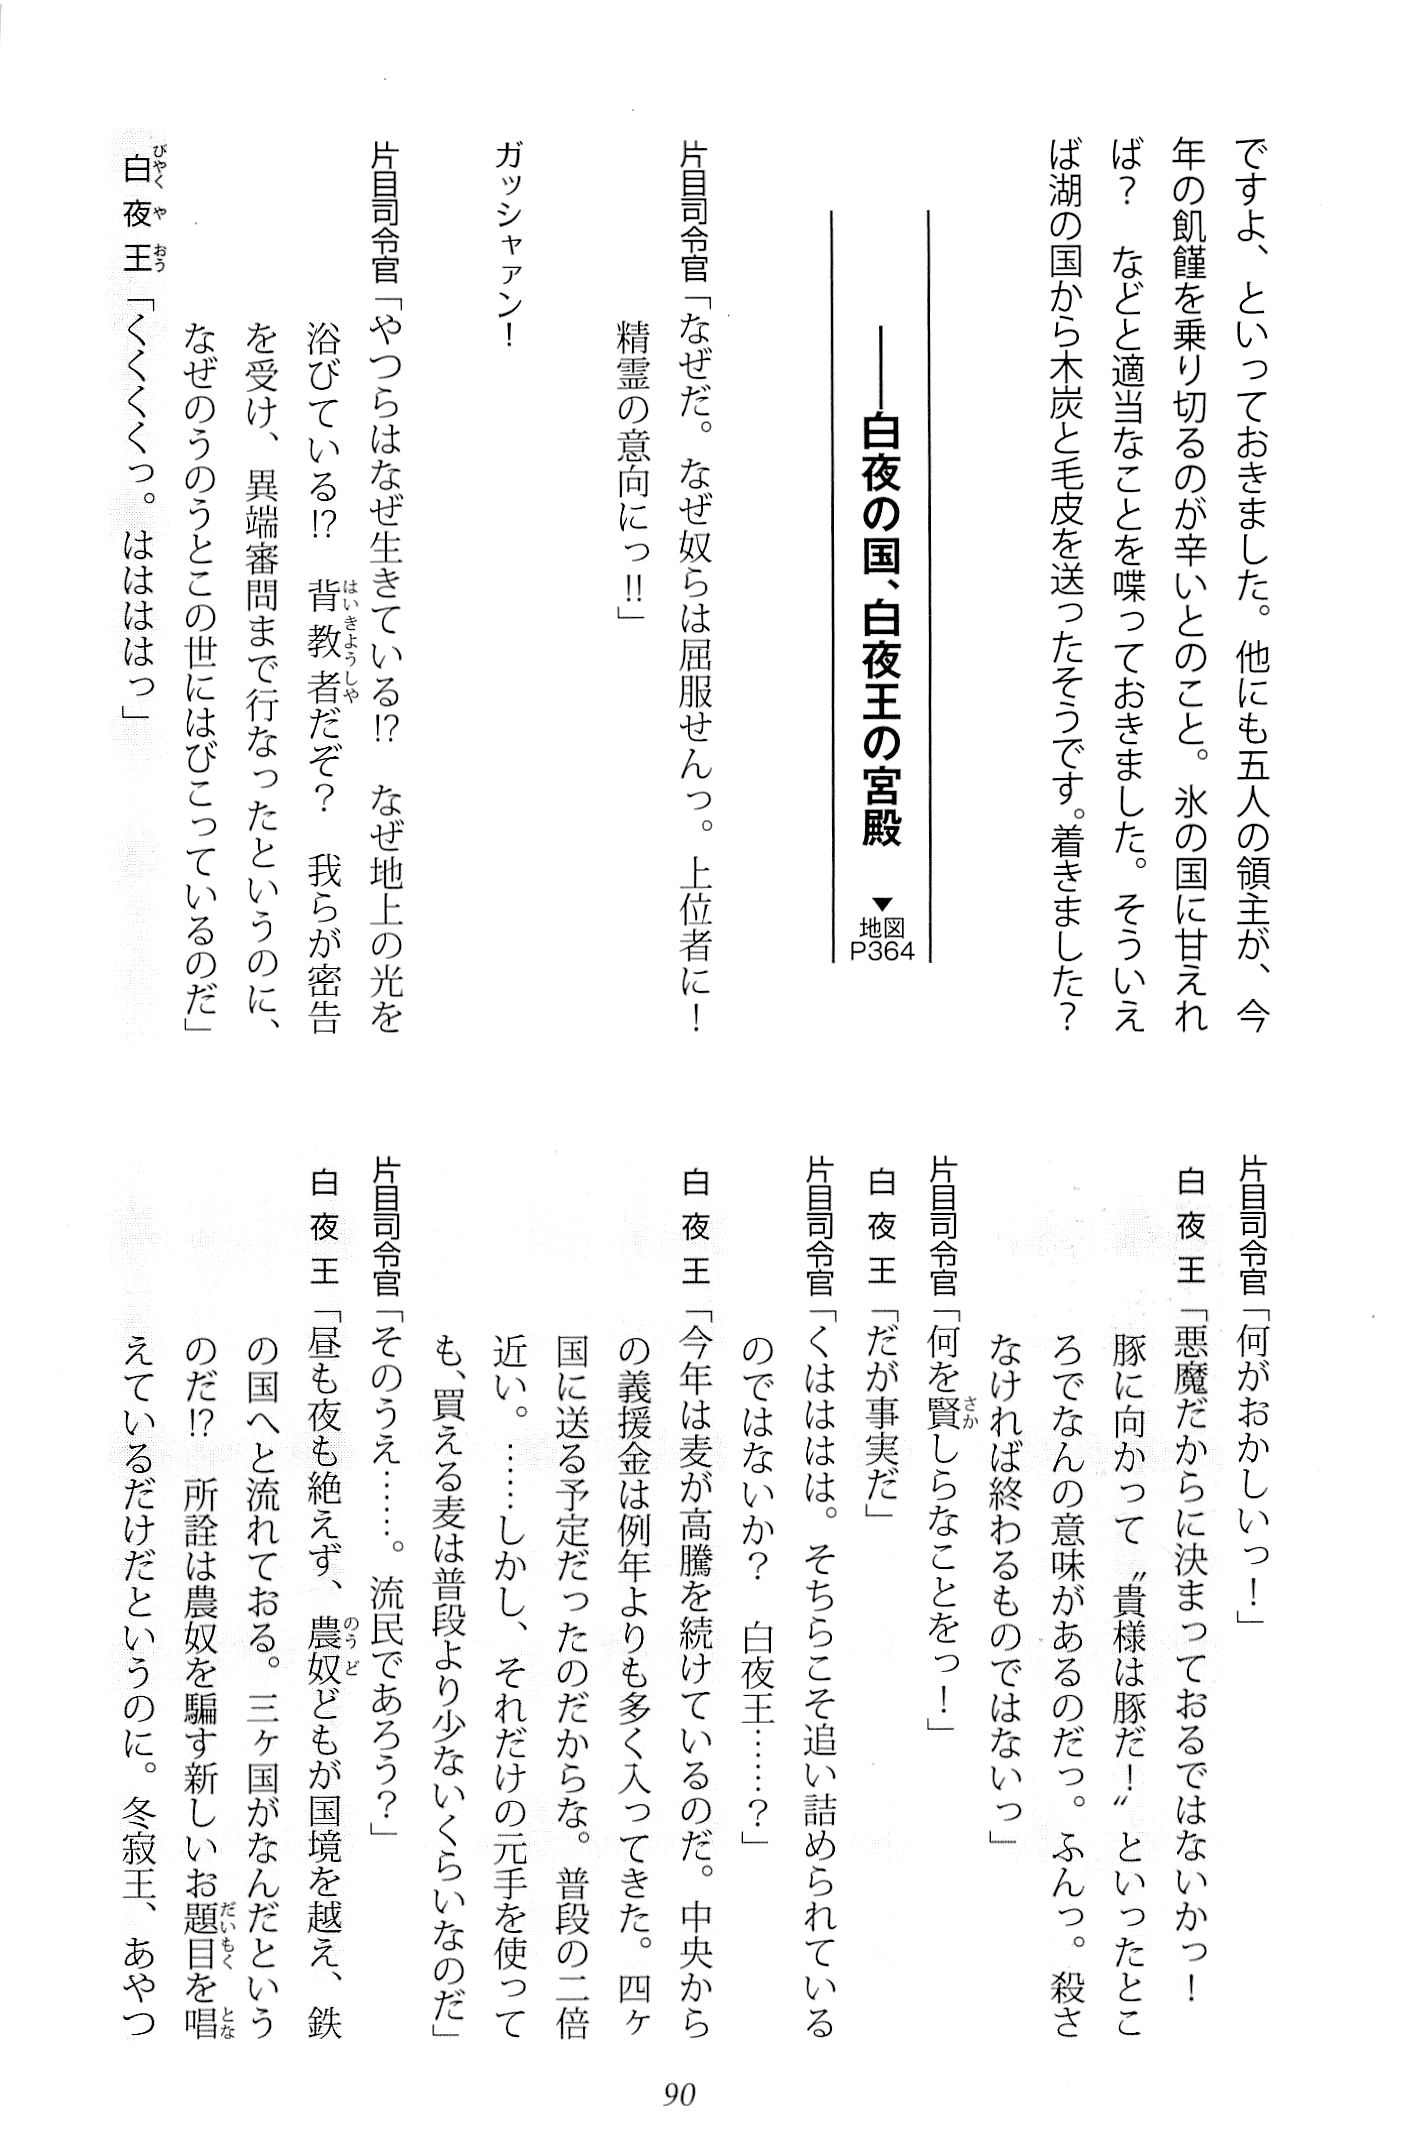 ですよ、といっておきました。他にも五人の領主が、今
年の飢饉を乗り切るのが辛いとのこと。氷の国に甘えれ
ば？　などと適当なことを喋っておきました。そういえ
ば湖の国から木炭と毛皮を送ったそうです。着きました？
――白夜の国、白夜王の宮殿
▼地図
P364
片目司令官「なぜだ。なぜ奴らは屈服せんっ。上位者に！
精霊の意向にっ!!」
ガッシャァン！
片目司令官「やつらはなぜ生きている!?　なぜ地上の光を
浴びている!?　背教者だぞ？　我らが密告
はいきようしや
を受け、異端審問まで行なったというのに、
なぜのうのうとこの世にはびこっているのだ」
白夜王「くくくくっ。はははははっ」
びやくやおう
片目司令官「何がおかしいっ！」
白夜王「悪魔だからに決まっておるではないかっ！
豚に向かって〝貴様は豚だ！〟といったとこ
ろでなんの意味があるのだっ。ふんっ。殺さ
なければ終わるものではないっ」
片目司令官「何を賢しらなことをっ！」
さか
白夜王「だが事実だ」
片目司令官「くはははは。そちらこそ追い詰められている
のではないか？　白夜王……？」
白夜王「今年は麦が高騰を続けているのだ。中央から
の義援金は例年よりも多く入ってきた。四ヶ
国に送る予定だったのだからな。普段の二倍
近い。……しかし、それだけの元手を使って
も、買える麦は普段より少ないくらいなのだ」
片目司令官「そのうえ……。流民であろう？」
白夜王「昼も夜も絶えず、農奴どもが国境を越え、鉄
のうど
の国へと流れておる。三ヶ国がなんだという
のだ!?　所詮は農奴を騙す新しいお題目を唱
だいもく
とな
えているだけだというのに。冬寂王、あやつ
90